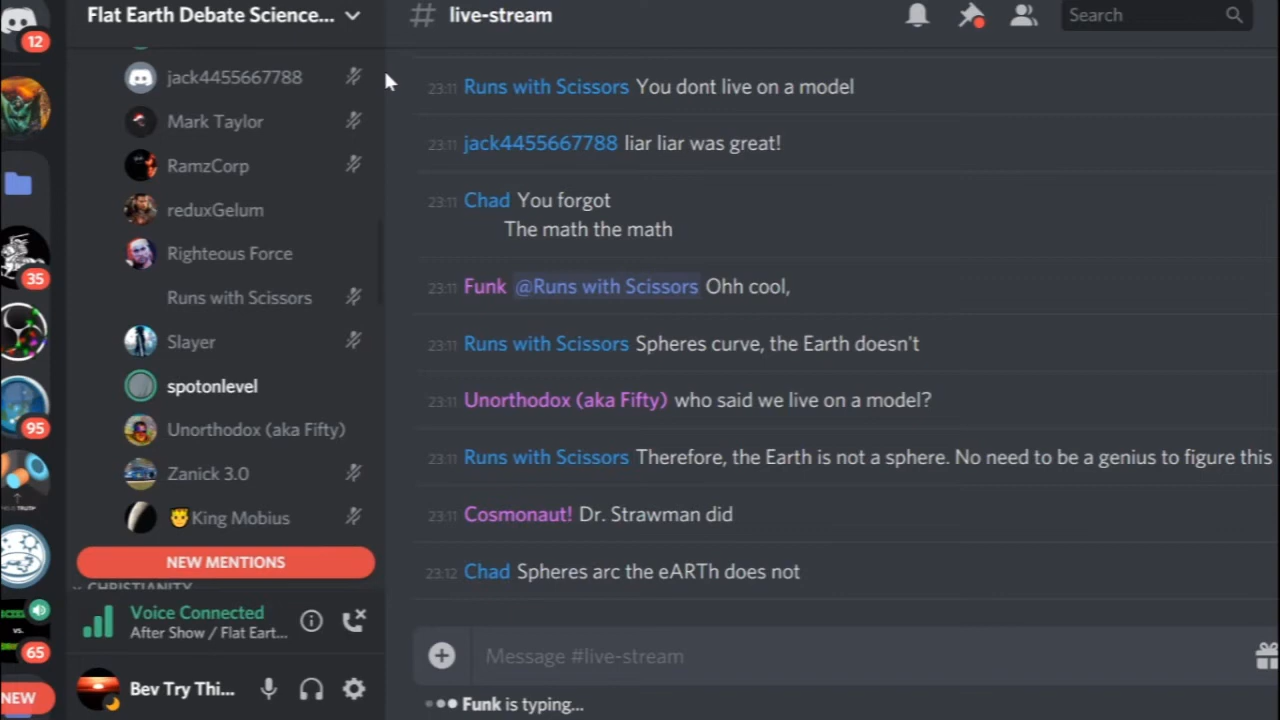 Flat Earth Debate Science...
# live-stream
Search
12
35
95
65
NEW
jack4455667788
Mark Taylor
RamzCorp
reduxGelum
Righteous Force
Runs with Scissors
Slayer
spotonlevel
Unorthodox (aka Fifty)
Zanick 3.0
King Mobius
NEW MENTIONS
CHRISTIANITY
Voice Connected
After Show / Flat Eart...
Bev Try Thi...
23:11 Runs with Scissors You dont live on a model
23:11 jack4455667788 liar liar was great!
23:11 Chad You forgot
The math the math
23:11 Funk @Runs with Scissors Ohh cool,
23:11 Runs with Scissors Spheres curve, the Earth doesn't
23:11 Unorthodox (aka Fifty) who said we live on a model?
23:11 Runs with Scissors Therefore, the Earth is not a sphere. No need to be a genius to figure this
23:11 Cosmonaut! Dr. Strawman did
23:12 Chad Spheres arc the eARTh does not
Message #live-stream
Funk is typing...